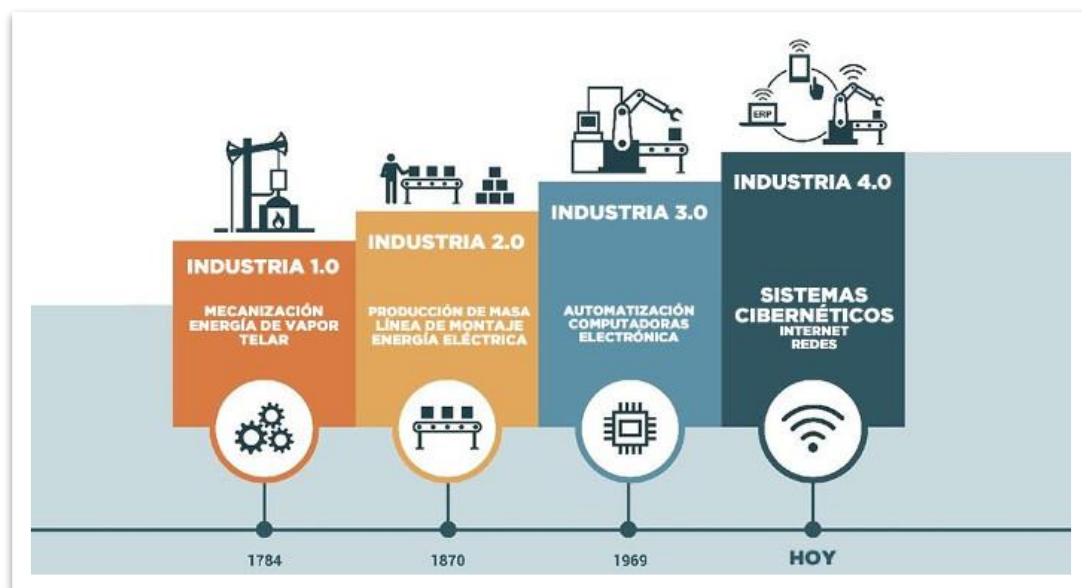 ERP
INDUSTRIA 1.0
MECANIZACIÓN
ENERGÍA DE VAPOR
TELAR
INDUSTRIA 2.0
PRODUCCIÓN DE MASA
LÍNEA DE MONTAJE
ENERGÍA ELÉCTRICA
INDUSTRIA 3.0
AUTOMATIZACIÓN
COMPUTADORAS
ELECTRÓNICA
INDUSTRIA 4.0
SISTEMAS
CIBERNÉTICOS
INTERNET
REDES
1784
1870
1969
HOY